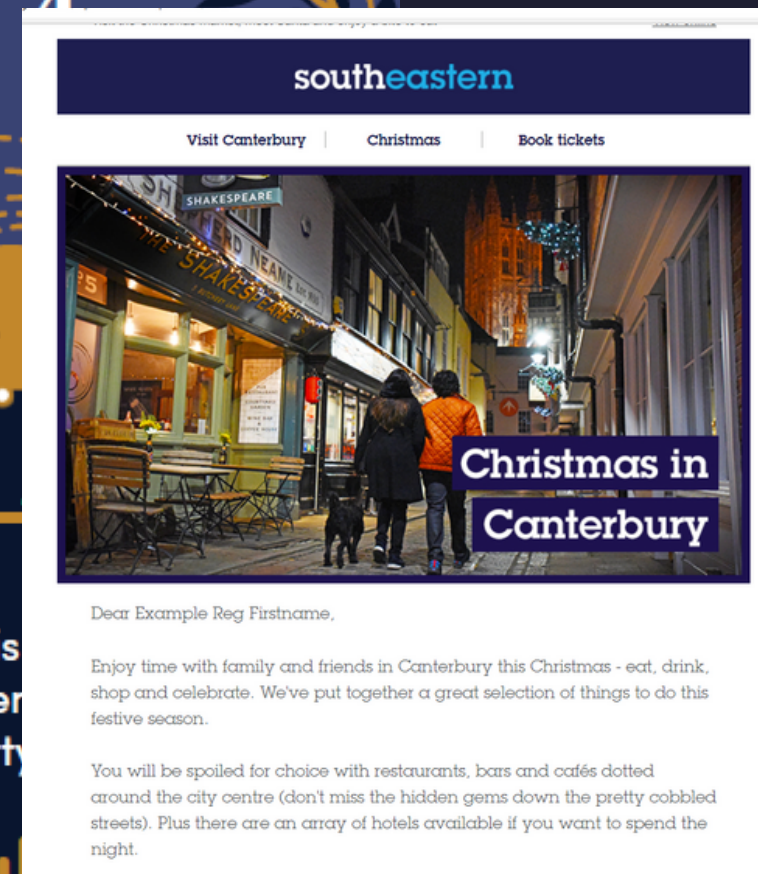 southeastern
Visit Canterbury
Christmas
Book tickets
SHAKESPEARE
SHEPHERD NEAME
THE SHAKESPEARE
Christmas in
Canterbury
Dear Example Reg Firstname,
Enjoy time with family and friends in Canterbury this Christmas - eat, drink,
shop and celebrate. We've put together a great selection of things to do this
festive season.
You will be spoiled for choice with restaurants, bars and cafés dotted
around the city centre (don't miss the hidden gems down the pretty cobbled
streets). Plus there are an array of hotels available if you want to spend the
night.